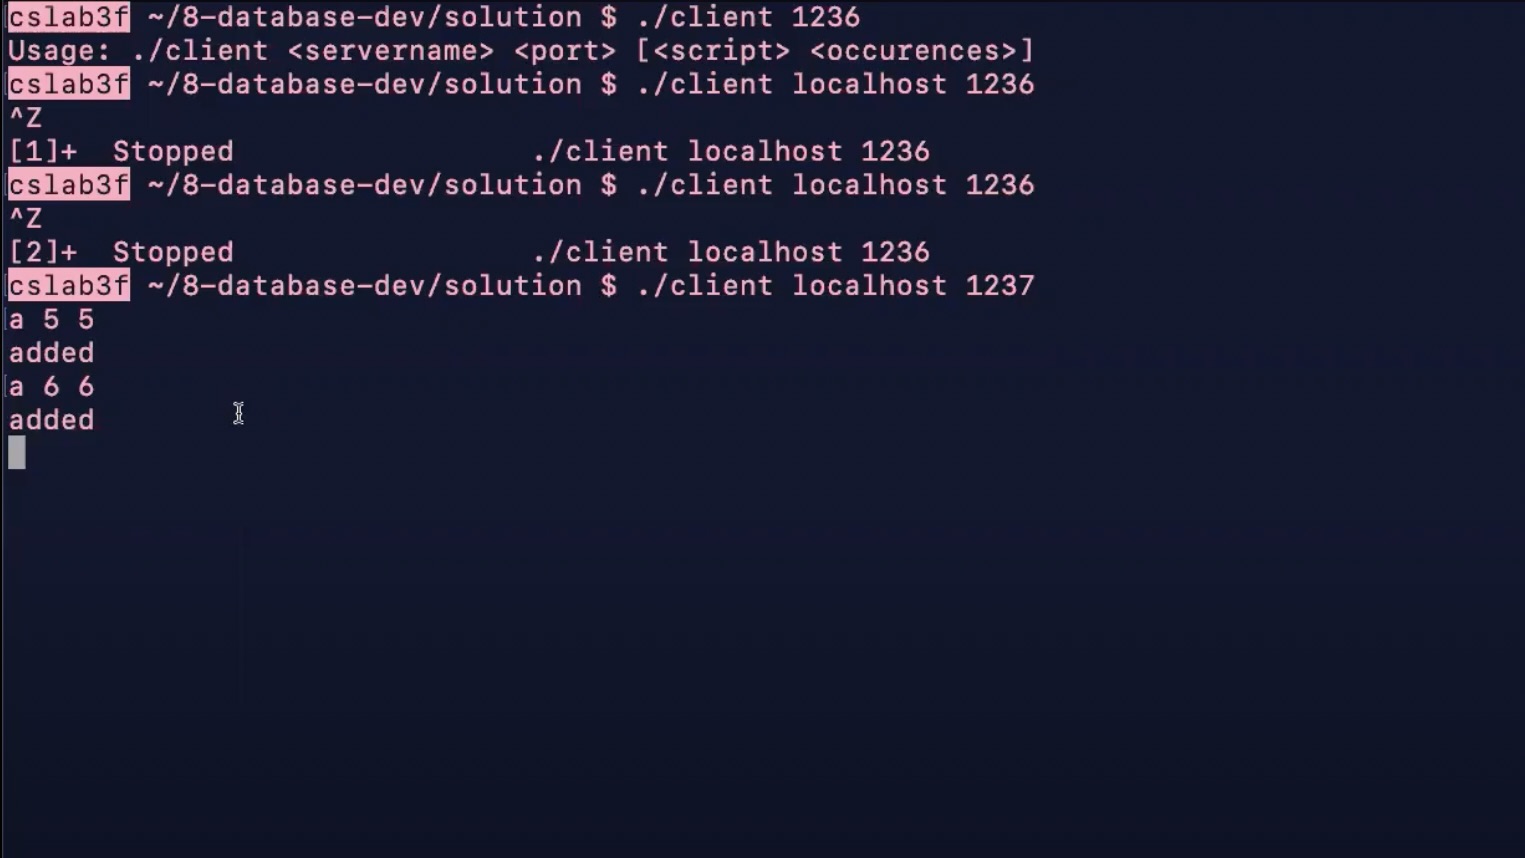 cslab3f ~/8-database-dev/solution $ ./client 1236
Usage: ./client <servername> <port> [<script> <occurences>]
cslab3f ~/8-database-dev/solution $ ./client localhost 1236
^Z
[1]+  Stopped                 ./client localhost 1236
cslab3f ~/8-database-dev/solution $ ./client localhost 1236
^Z
[2]+  Stopped                 ./client localhost 1236
cslab3f ~/8-database-dev/solution $ ./client localhost 1237
a 5 5
added
a 6 6
added